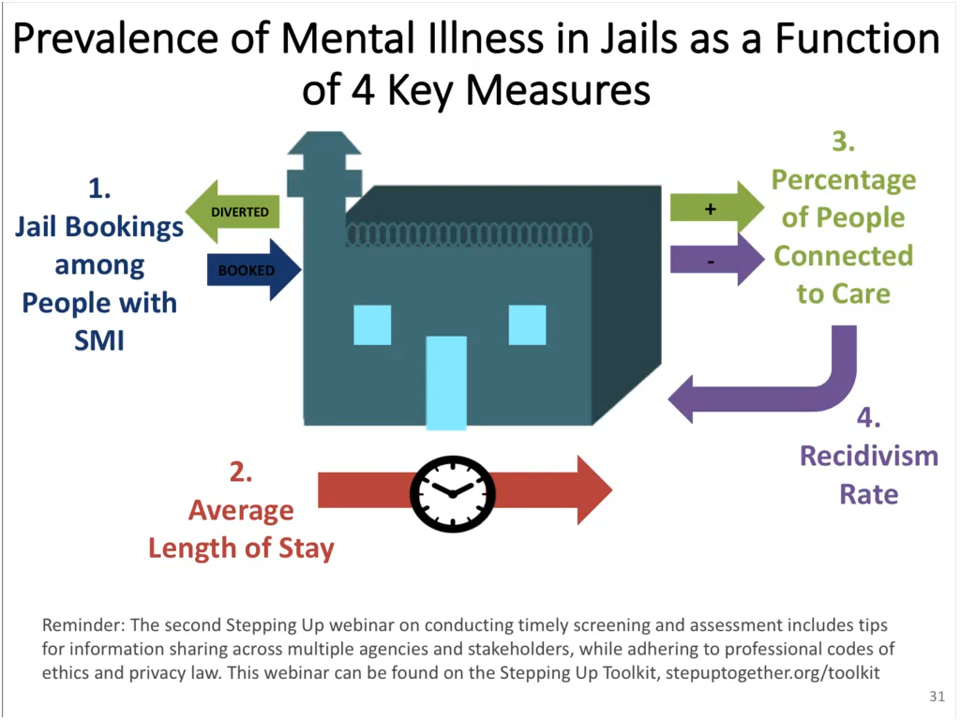 Prevalence of Mental Illness in Jails as a Function
of 4 Key Measures
1.
Jail Bookings
among
People with
SMI
DIVERTED
BOOKED
2.
Average
Length of Stay
3.
Percentage
of People
Connected
to Care
+
-
4.
Recidivism
Rate
Reminder: The second Stepping Up webinar on conducting timely screening and assessment includes tips
for information sharing across multiple agencies and stakeholders, while adhering to professional codes of
ethics and privacy law. This webinar can be found on the Stepping Up Toolkit, stepuptogether.org/toolkit
31